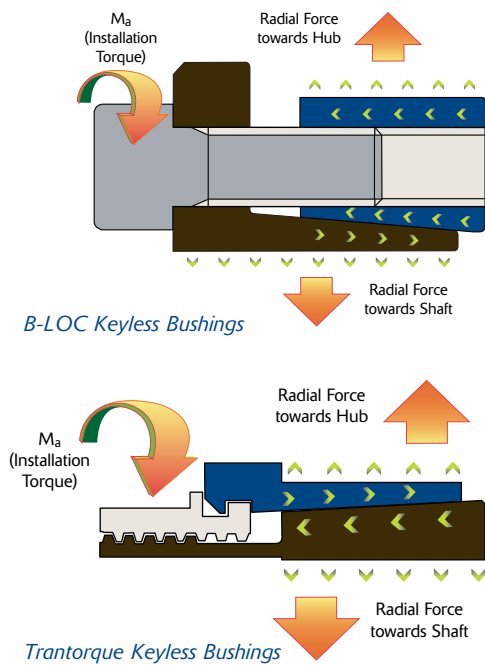 Ma
(Installation
Torque)
Radial Force
towards Hub
Radial Force
towards Shaft
B-LOC Keyless Bushings
Radial Force
towards Hub
Ma
(Installation
Torque)
Radial Force
towards Shaft
Trantorque Keyless Bushings